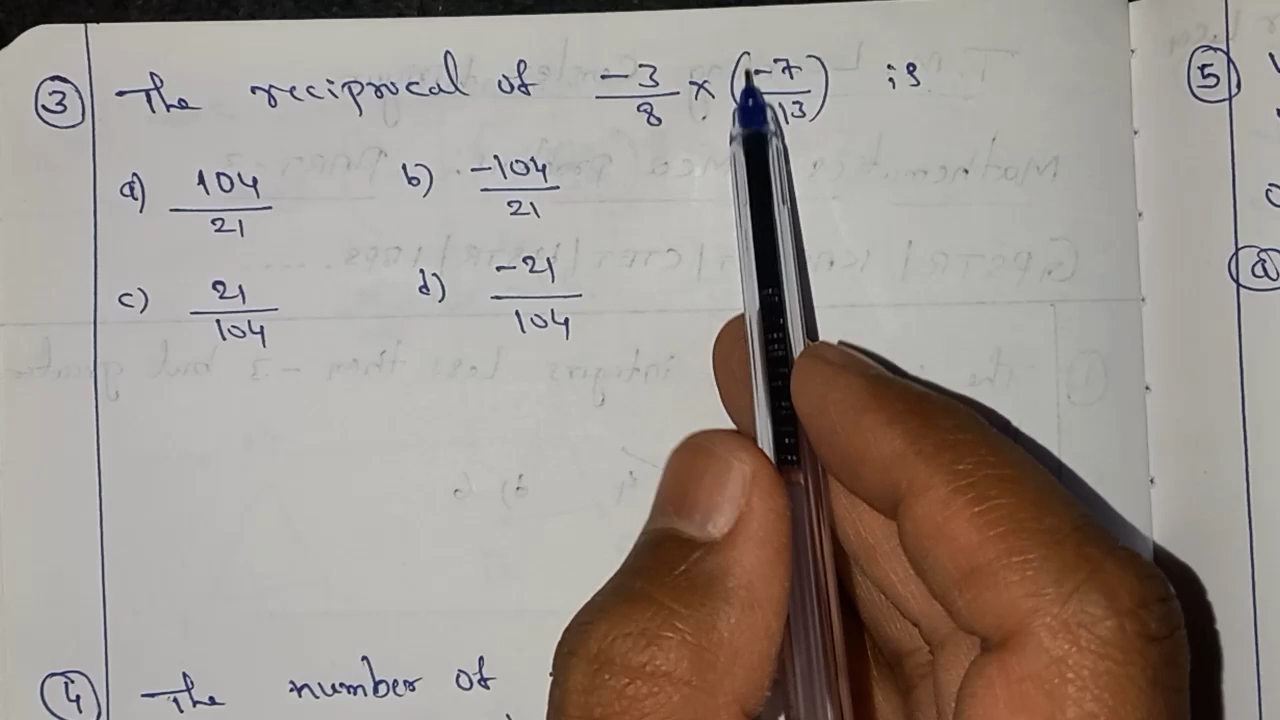 ③ The reciprocal of -3/8 × (-7/13) is
a) 104/21 b) -104/21
c) 21/104 d) -21/104
④ The number of
⑤